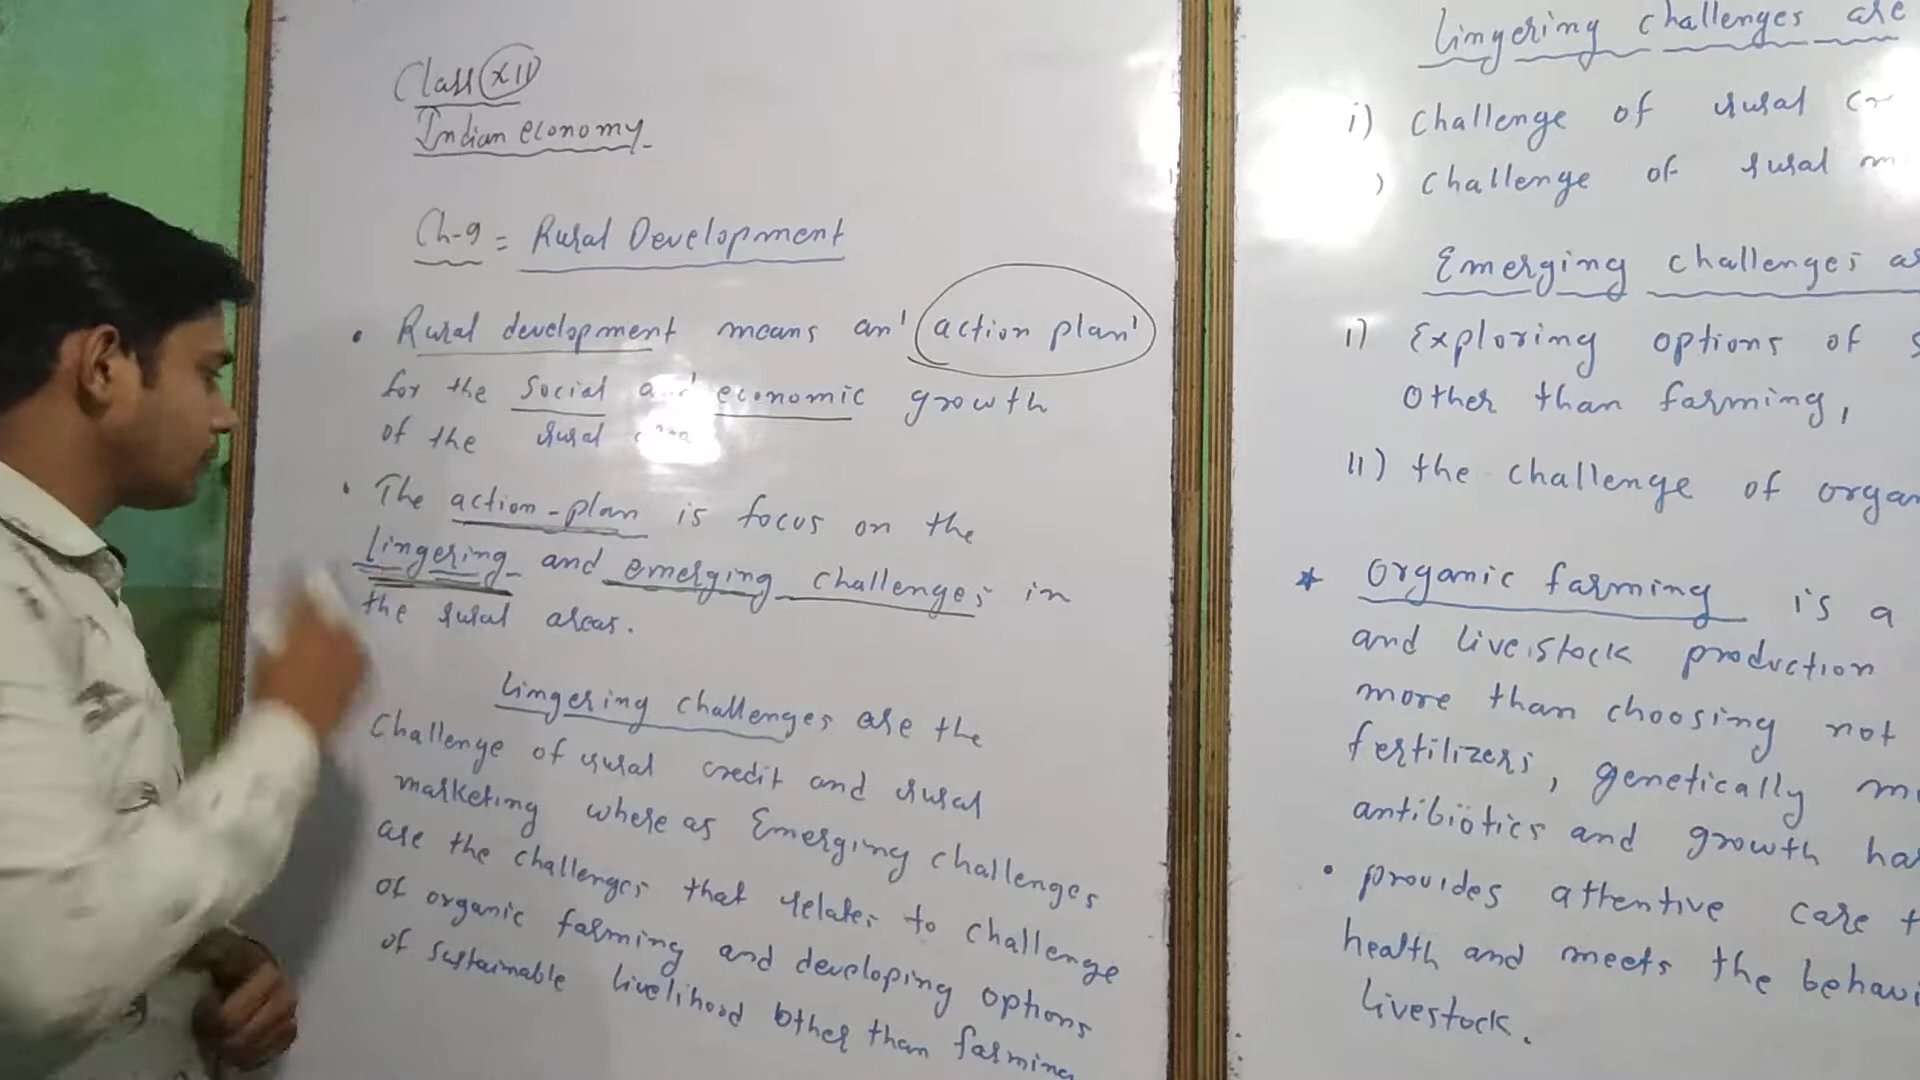 Class XII
Indian economy
Ch-9 = Rural Development
• Rural development means an' action plan'
for the social and economic growth
of the rural
• The action-plan is focus on the
lingering and emerging challenges in
the rural areas.
Lingering challenges are the
challenge of rural credit and rural
marketing where as Emerging challenges
are the challenges that relates to challenge
of organic farming and developing options
of sustainable livelihood other than farming
Lingering challenges are
i) challenge of rural
) challenge of rural
Emerging challenges
i) Exploring options of
Other than farming,
II) the challenge of
* Organic farming is a
and livestock production
more than choosing not
fertilizers, genetically
antibiotics and growth
• provides attentive care
health and meets the
livestock.